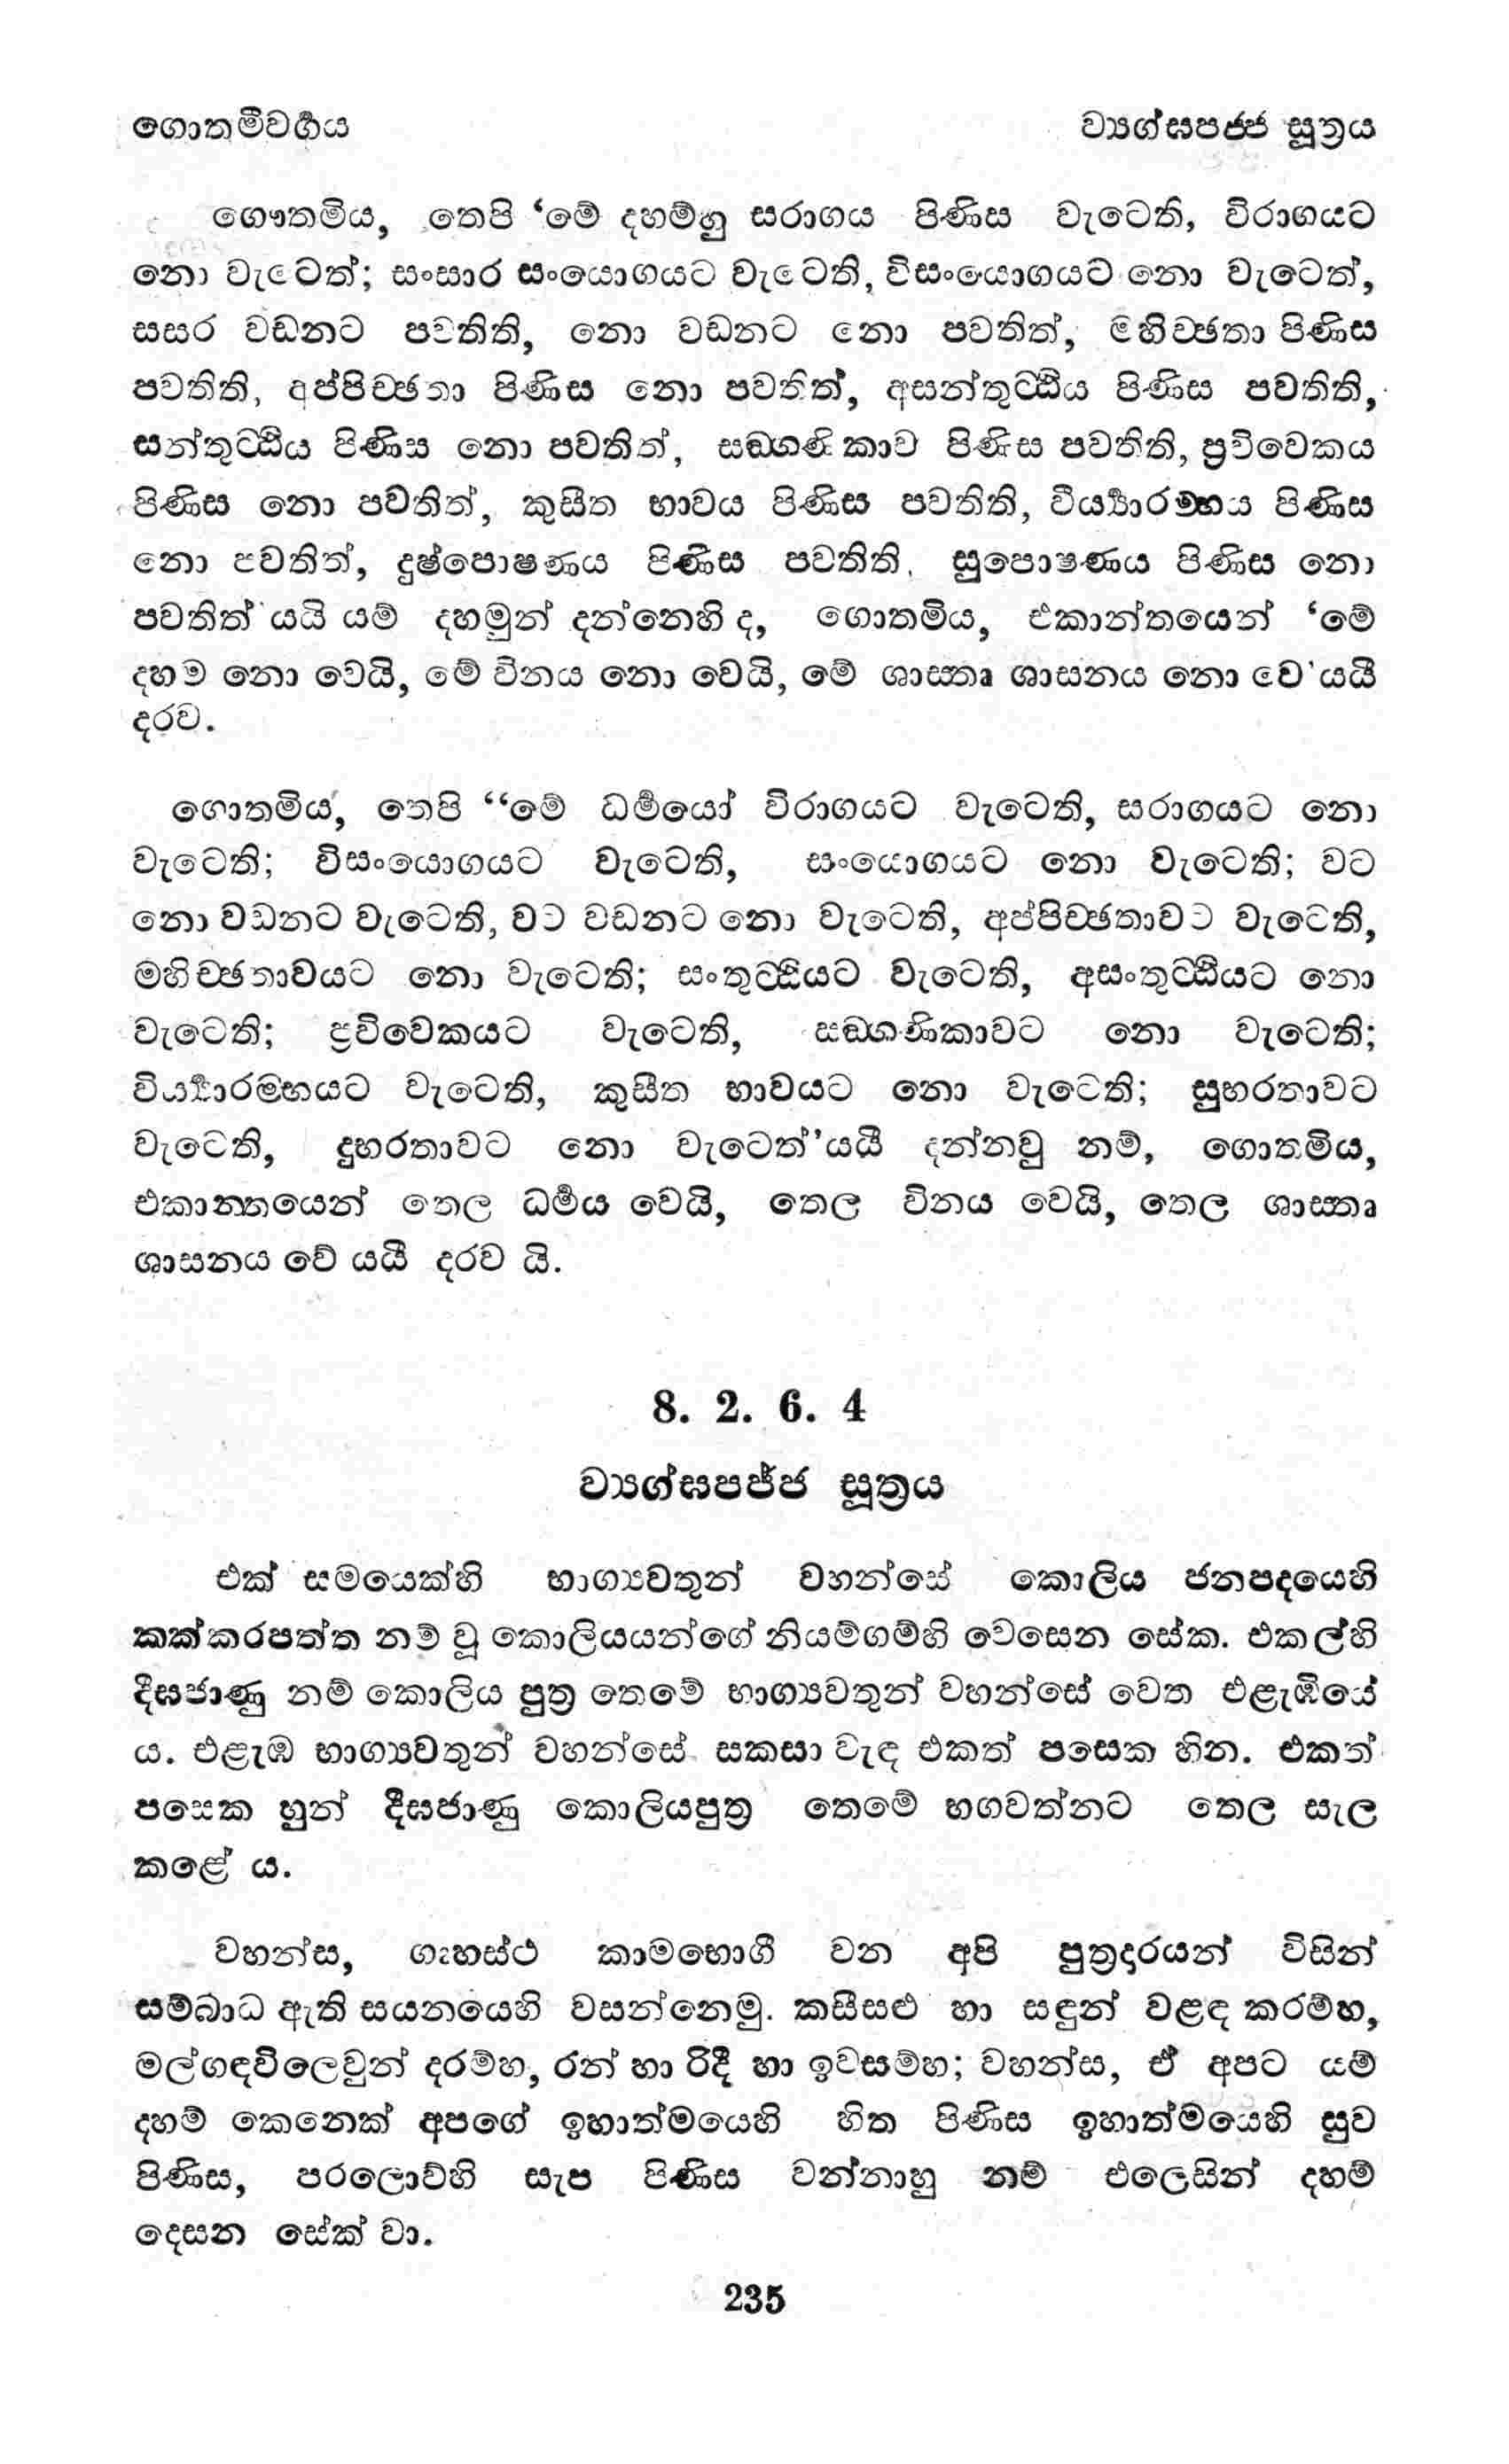 ගොතමීවර්‍ගය ව්‍යග්ඝපජ්ජ සූත්‍රය
ගෞතමිය, තෙපි ‘මේ දහම්හු සරාගය පිණිස වැටෙති, විරාගයට
නො වැටෙත්; සංසාර සංයොගයට වැටෙති, විසංයොගයට නො වැටෙත්,
සසර වඩනට පවතිති, නො වඩනට නො පවතිත්, මහිච්ඡතා පිණිස
පවතිති, අප්පිච්ඡතා පිණිස නො පවතිත්, අසන්තුට්ඨිය පිණිස පවතිති,
සන්තුට්ඨිය පිණිස නො පවතිත්, සඞ්ගණිකාව පිණිස පවතිති, ප්‍රවිවෙකය
පිණිස නො පවතිත්, කුසීත භාවය පිණිස පවතිති, වීර්‍ය්‍යාරම්භය පිණිස
නො පවතිත්, දුෂ්පොෂණය පිණිස පවතිති, සුපොෂණය පිණිස නො
පවතිත් යයි යම් දහමුන් දන්නෙහි ද, ගොතමිය, එකාන්තයෙන් ‘මේ
දහම නො වෙයි, මේ විනය නො වෙයි, මේ ශාස්තෘ ශාසනය නො වේ’යයී
දරව.
ගොතමිය, තෙපි “මේ ධර්‍මයෝ විරාගයට වැටෙති, සරාගයට නො
වැටෙති; විසංයොගයට වැටෙති, සංයොගයට නො වැටෙති; වට
නො වඩනට වැටෙති, වට වඩනට නො වැටෙති, අප්පිච්ඡතාවට වැටෙති,
මහිච්ඡතාවයට නො වැටෙති; සංතුට්ඨියට වැටෙති, අසංතුට්ඨියට නො
වැටෙති; ප්‍රවිවෙකයට වැටෙති, සඞ්ගණිකාවට නො වැටෙති;
විර්‍ය්‍යාරම්භයට වැටෙති, කුසීත භාවයට නො වැටෙති; සුභරතාවට
වැටෙති, දුභරතාවට නො වැටෙත්’යයී දන්නවු නම්, ගොතමිය,
එකාන්තයෙන් තෙල ධර්‍මය වෙයි, තෙල විනය වෙයි, තෙල ශාස්තෘ
ශාසනය වේ යයී දරව යි.
8. 2. 6. 4
ව්‍යග්ඝපජ්ජ සූත්‍රය
එක් සමයෙක්හි භාග්‍යවතුන් වහන්සේ කොලිය ජනපදයෙහි
කක්කරපත්ත නම් වූ කොලියයන්ගේ නියම්ගම්හි වෙසෙන සේක. එකල්හි
දීඝජාණු නම් කොලිය පුත්‍ර තෙමේ භාග්‍යවතුන් වහන්සේ වෙත එළැඹියේ
ය. එළැඹ භාග්‍යවතුන් වහන්සේ සකසා වැඳ එකත් පසෙක හින. එකත්
පසෙක හුන් දීඝජාණු කොලියපුත්‍ර තෙමේ භගවත්නට තෙල සැල
කළේ ය.
වහන්ස, ගෘහස්ථ කාමභොගී වන අපි පුත්‍රදරයන් විසින්
සම්බාධ ඇති සයනයෙහි වසන්නෙමු. කසීසළු හා සඳුන් වළඳ කරම්හ,
මල්ගඳවිලෙවුන් දරම්හ, රන් හා රිදී හා ඉවසම්හ; වහන්ස, ඒ අපට යම්
දහම් කෙනෙක් අපගේ ඉහාත්මයෙහි හිත පිණිස ඉහාත්මයෙහි සුව
පිණිස, පරලොව්හි සැප පිණිස වන්නාහු නම් එලෙසින් දහම්
දෙසන සේක් වා.
235